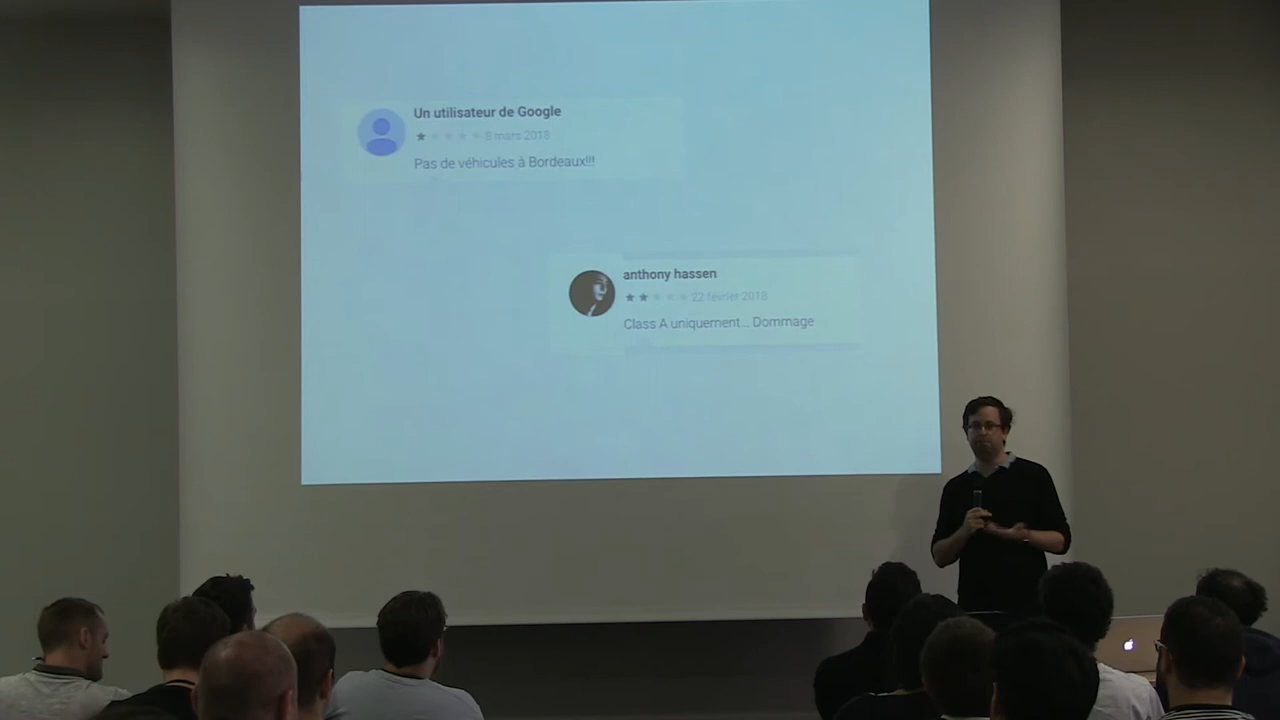 Un utilisateur de Google
8 mars 2018
Pas de véhicules à Bordeaux!!!
anthony hassen
22 février 2018
Class A uniquement... Dommage